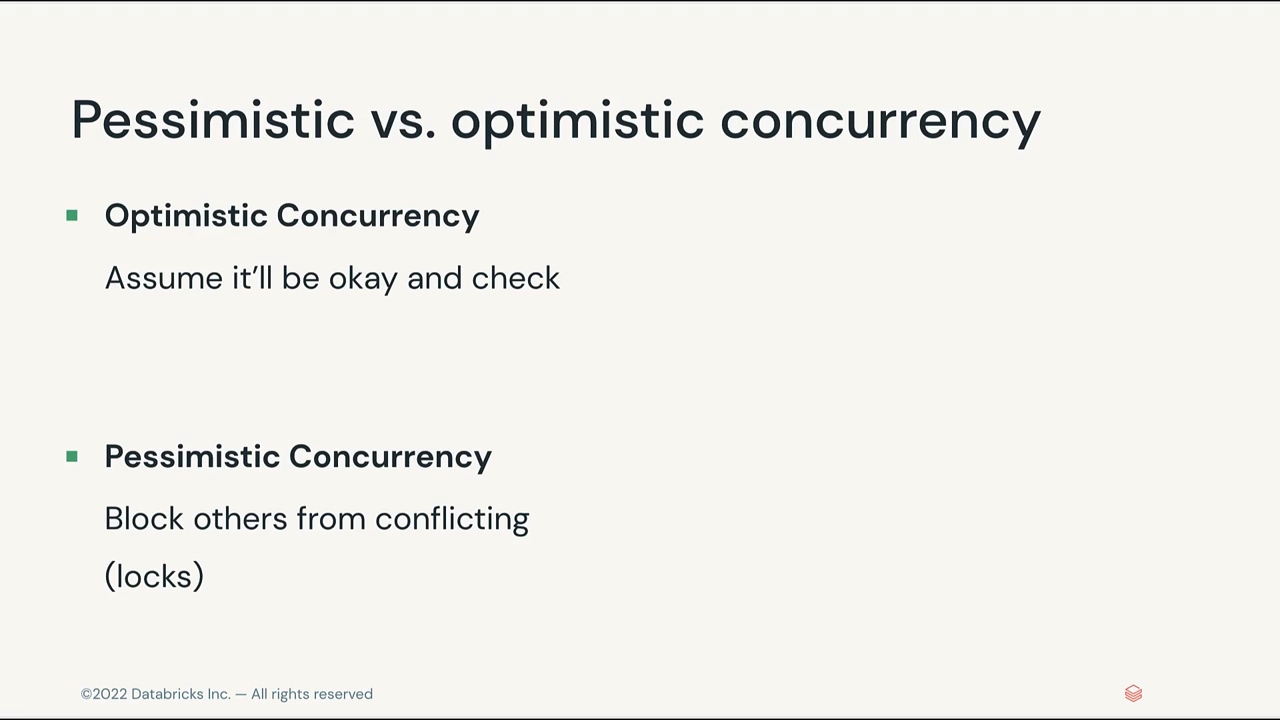 Pessimistic vs. optimistic concurrency
Optimistic Concurrency
Assume it’ll be okay and check
Pessimistic Concurrency
Block others from conflicting
(locks)
©2022 Databricks Inc. — All rights reserved